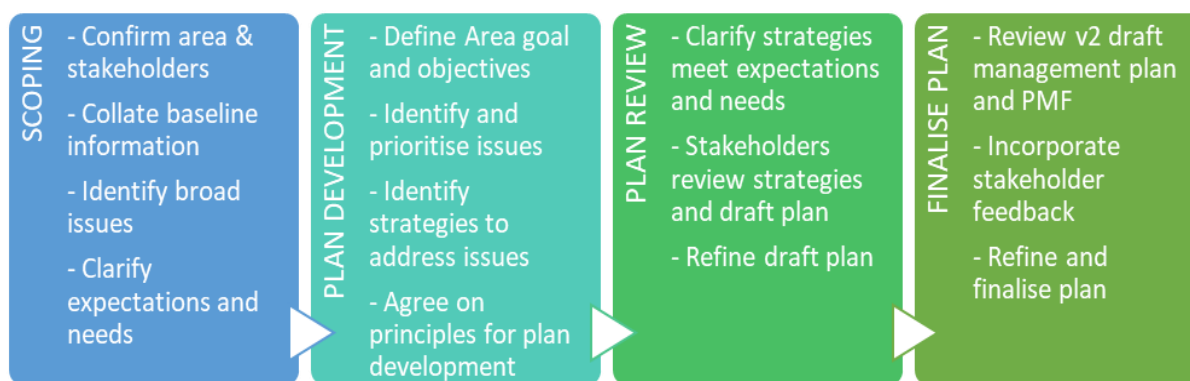 SCOPING
- Confirm area &
stakeholders
- Collate baseline
information
- Identify broad
issues
- Clarify
expectations and
needs
PLAN DEVELOPMENT
- Define Area goal
and objectives
- Identify and
prioritise issues
- Identify
strategies to
address issues
- Agree on
principles for plan
development
PLAN REVIEW
- Clarify strategies
meet expectations
and needs
- Stakeholders
review strategies
and draft plan
- Refine draft plan
FINALISE PLAN
- Review v2 draft
management plan
and PMF
- Incorporate
stakeholder
feedback
- Refine and
finalise plan